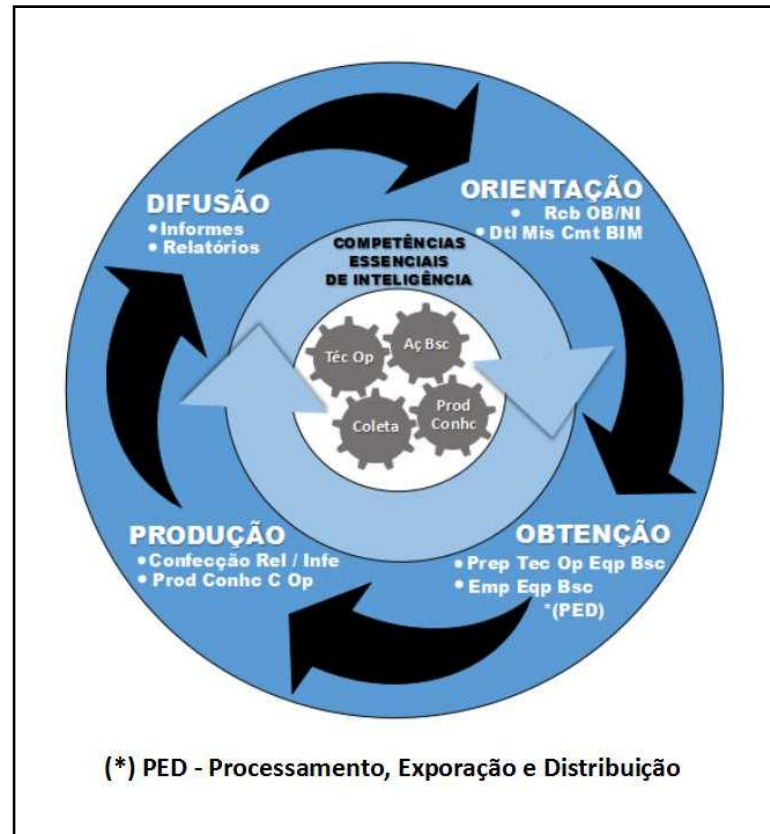 DIFUSÃO
• Informes
• Relatórios
ORIENTAÇÃO
• Rcb OB/NI
• Dtl Mis Cmt BIM
COMPETÊNCIAS
ESSENCIAIS
DE INTELIGÊNCIA
Téc Op
Aç Bsc
Coleta
Prod
Conhc
PRODUÇÃO
• Confecção Rel / Infe
• Prod Conhc C Op
OBTENÇÃO
• Prep Tec Op Eqp Bsc
• Emp Eqp Bsc
*(PED)
(*) PED - Processamento, Exporação e Distribuição